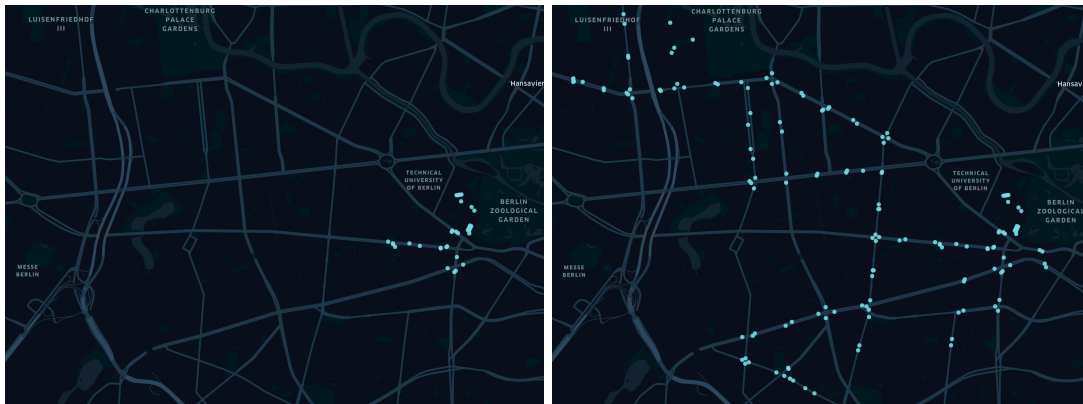 LUISENFRIEDHOF
III
CHARLOTTENBURG
PALACE
GARDENS
Hansavier
TECHNICAL
UNIVERSITY
OF BERLIN
BERLIN
ZOOLOGICAL
GARDEN
MESSE
BERLIN
LUISENFRIEDHOF
III
CHARLOTTENBURG
PALACE
GARDENS
Hansav
TECHNICAL
UNIVERSITY
OF BERLIN
BERLIN
ZOOLOGICAL
GARDEN
MESSE
BERLIN